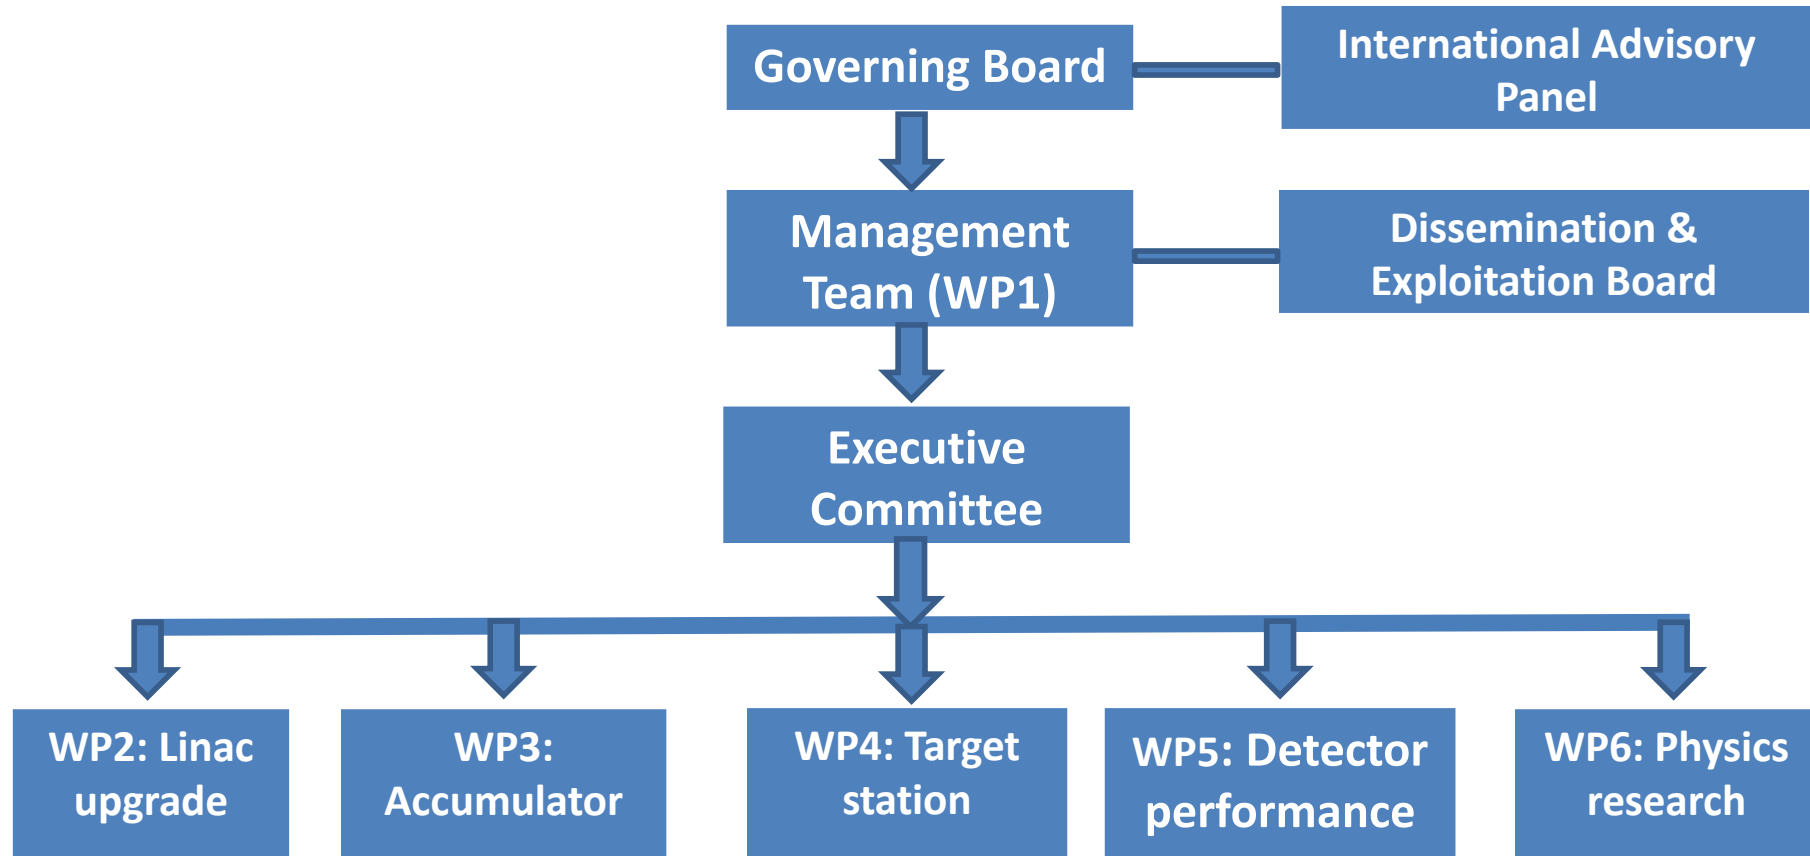 Governing Board
International Advisory
Panel
Management
Team (WP1)
Dissemination &
Exploitation Board
Executive
Committee
WP2: Linac
upgrade
WP3:
Accumulator
WP4: Target
station
WP5: Detector
performance
WP6: Physics
research